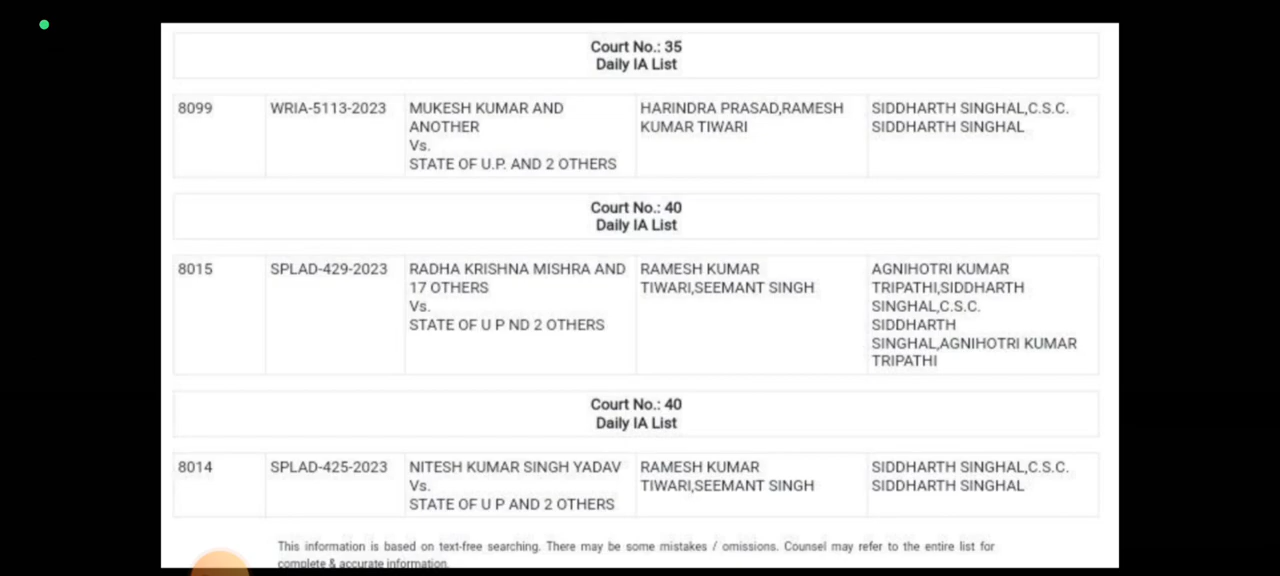 Court No.: 35
Daily IA List
8099
WRIA-5113-2023
MUKESH KUMAR AND
ANOTHER
Vs.
STATE OF U.P. AND 2 OTHERS
HARINDRA PRASAD,RAMESH
KUMAR TIWARI
SIDDHARTH SINGHAL,C.S.C.
SIDDHARTH SINGHAL
Court No.: 40
Daily IA List
8015
SPLAD-429-2023
RADHA KRISHNA MISHRA AND
17 OTHERS
Vs.
STATE OF U P ND 2 OTHERS
RAMESH KUMAR
TIWARI,SEEMANT SINGH
AGNIHOTRI KUMAR
TRIPATHI,SIDDHARTH
SINGHAL,C.S.C.
SIDDHARTH
SINGHAL,AGNIHOTRI KUMAR
TRIPATHI
Court No.: 40
Daily IA List
8014
SPLAD-425-2023
NITESH KUMAR SINGH YADAV
Vs.
STATE OF U P AND 2 OTHERS
RAMESH KUMAR
TIWARI,SEEMANT SINGH
SIDDHARTH SINGHAL,C.S.C.
SIDDHARTH SINGHAL
This information is based on text-free searching. There may be some mistakes / omissions. Counsel may refer to the entire list for
complete & accurate information.